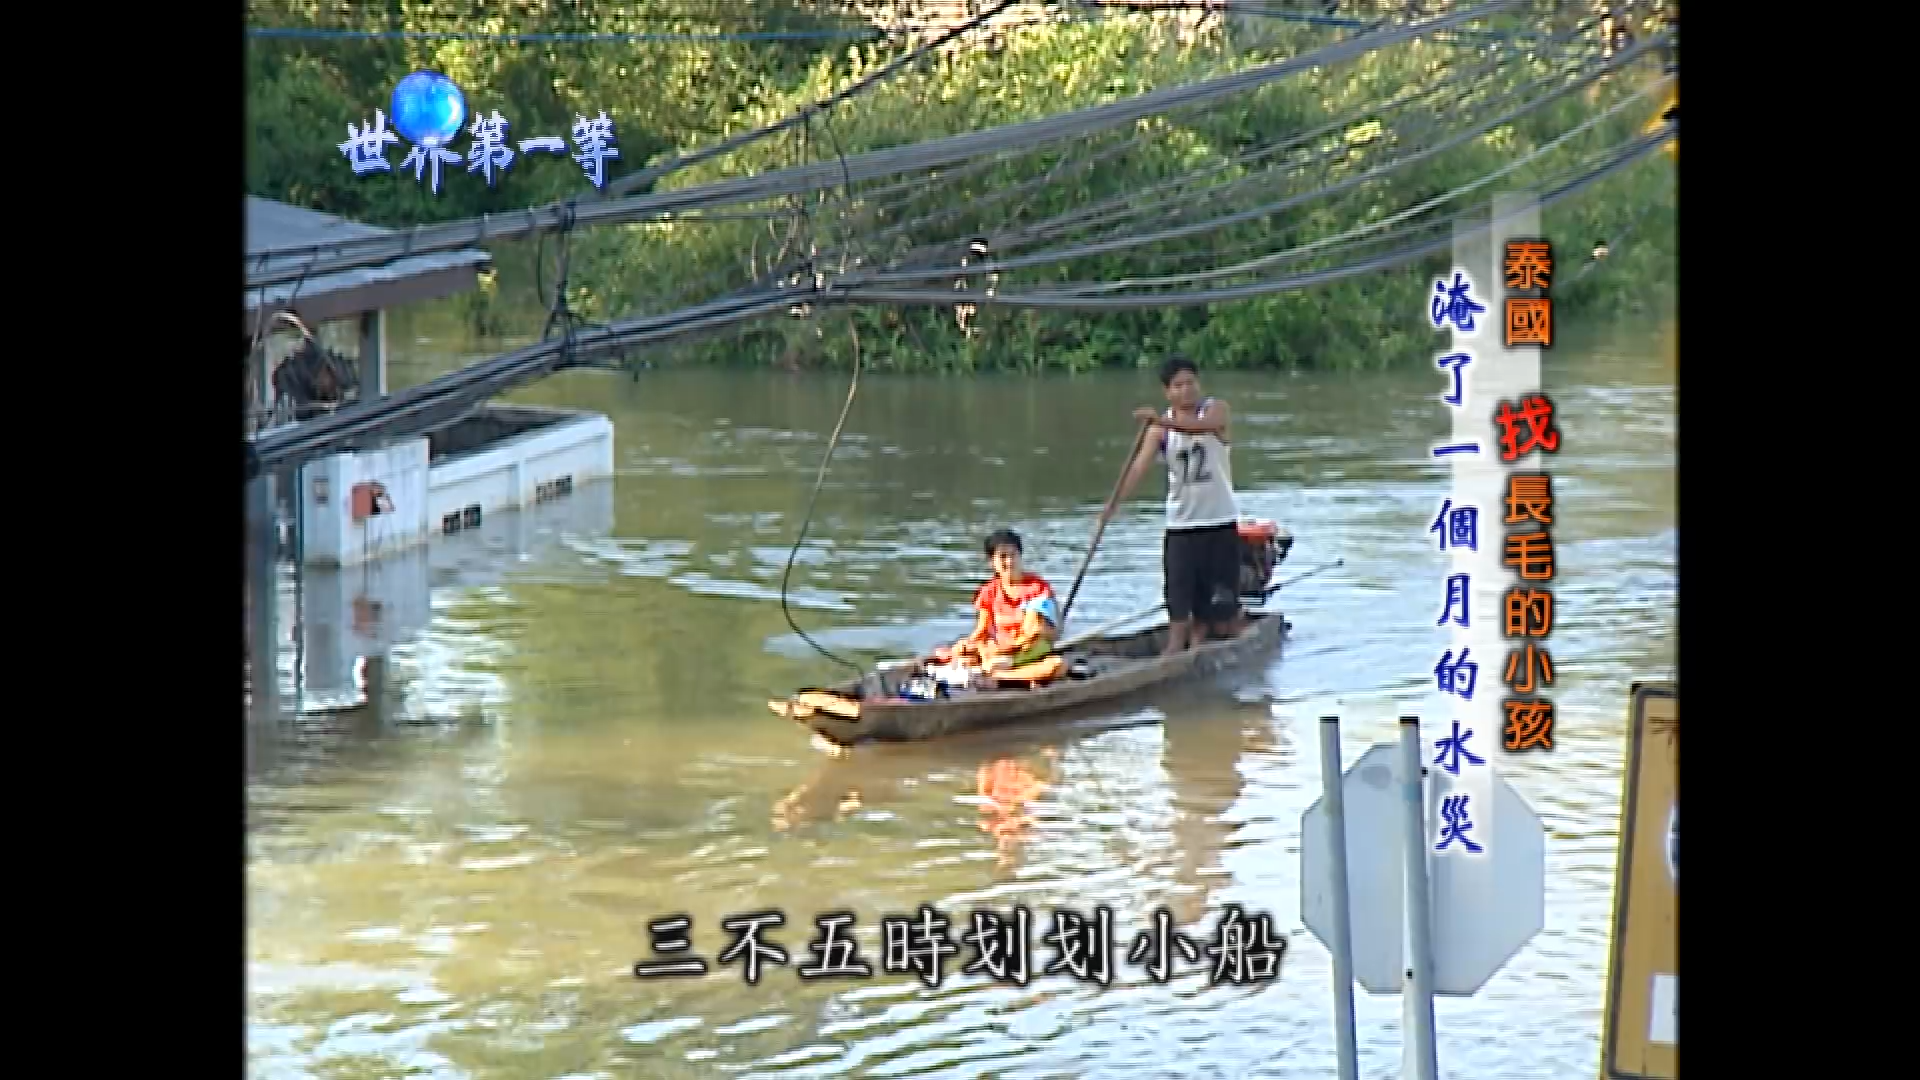 世界第一等
泰國 找長毛的小孩
淹了一個月的水災
12
三不五時划划小船